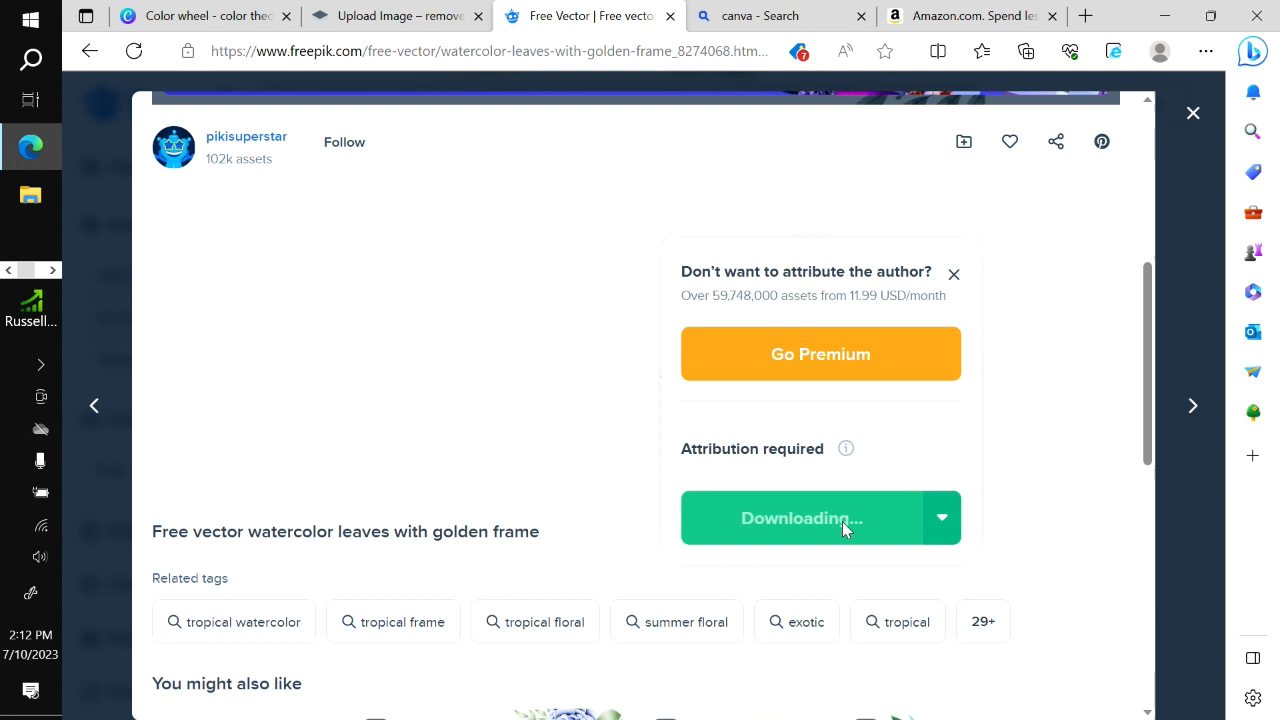 Color wheel - color theo
Upload Image – remove
Free Vector | Free vecto
canva - Search
Amazon.com. Spend les
https://www.freepik.com/free-vector/watercolor-leaves-with-golden-frame_8274068.htm...
7
pikisuperstar
102k assets
Follow
Don't want to attribute the author?
Over 59,748,000 assets from 11.99 USD/month
Go Premium
Attribution required
Downloading...
Free vector watercolor leaves with golden frame
Related tags
tropical watercolor
tropical frame
tropical floral
summer floral
exotic
tropical
29+
You might also like
Russell...
2:12 PM
7/10/2023